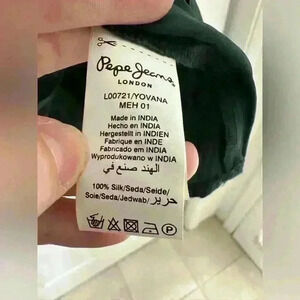 Pepe Jeans
LONDON
L00721/YOVANA
MEH 01
Made in INDIA
Hecho en INDIA
Hergestellt in INDIEN
Fabrique en INDE
Fabricado em INDIA
Wyprodukowano w INDIA
الهند صنع في
100% Silk/Seda/Seide/
Soie/Seda/Jedwab/ حرير